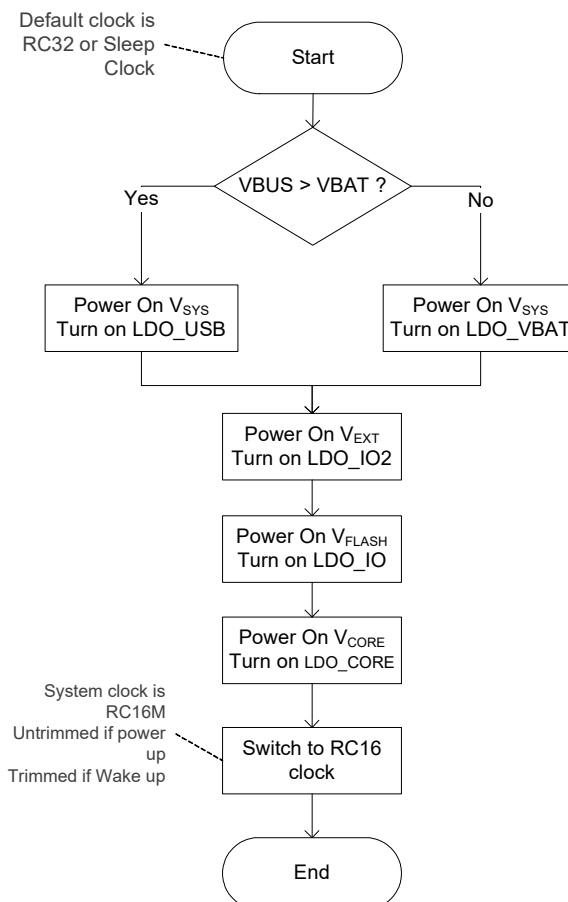 Default clock is
RC32 or Sleep
Clock
Start
VBUS > VBAT ?
Yes
No
Power On VSYS
Turn on LDO_USB
Power On VSYS
Turn on LDO_VBAT
Power On VEXT
Turn on LDO_IO2
Power On VFLASH
Turn on LDO_IO
Power On VCORE
Turn on LDO_CORE
System clock is
RC16M
Untrimmed if power
up
Trimmed if Wake up
Switch to RC16
clock
End